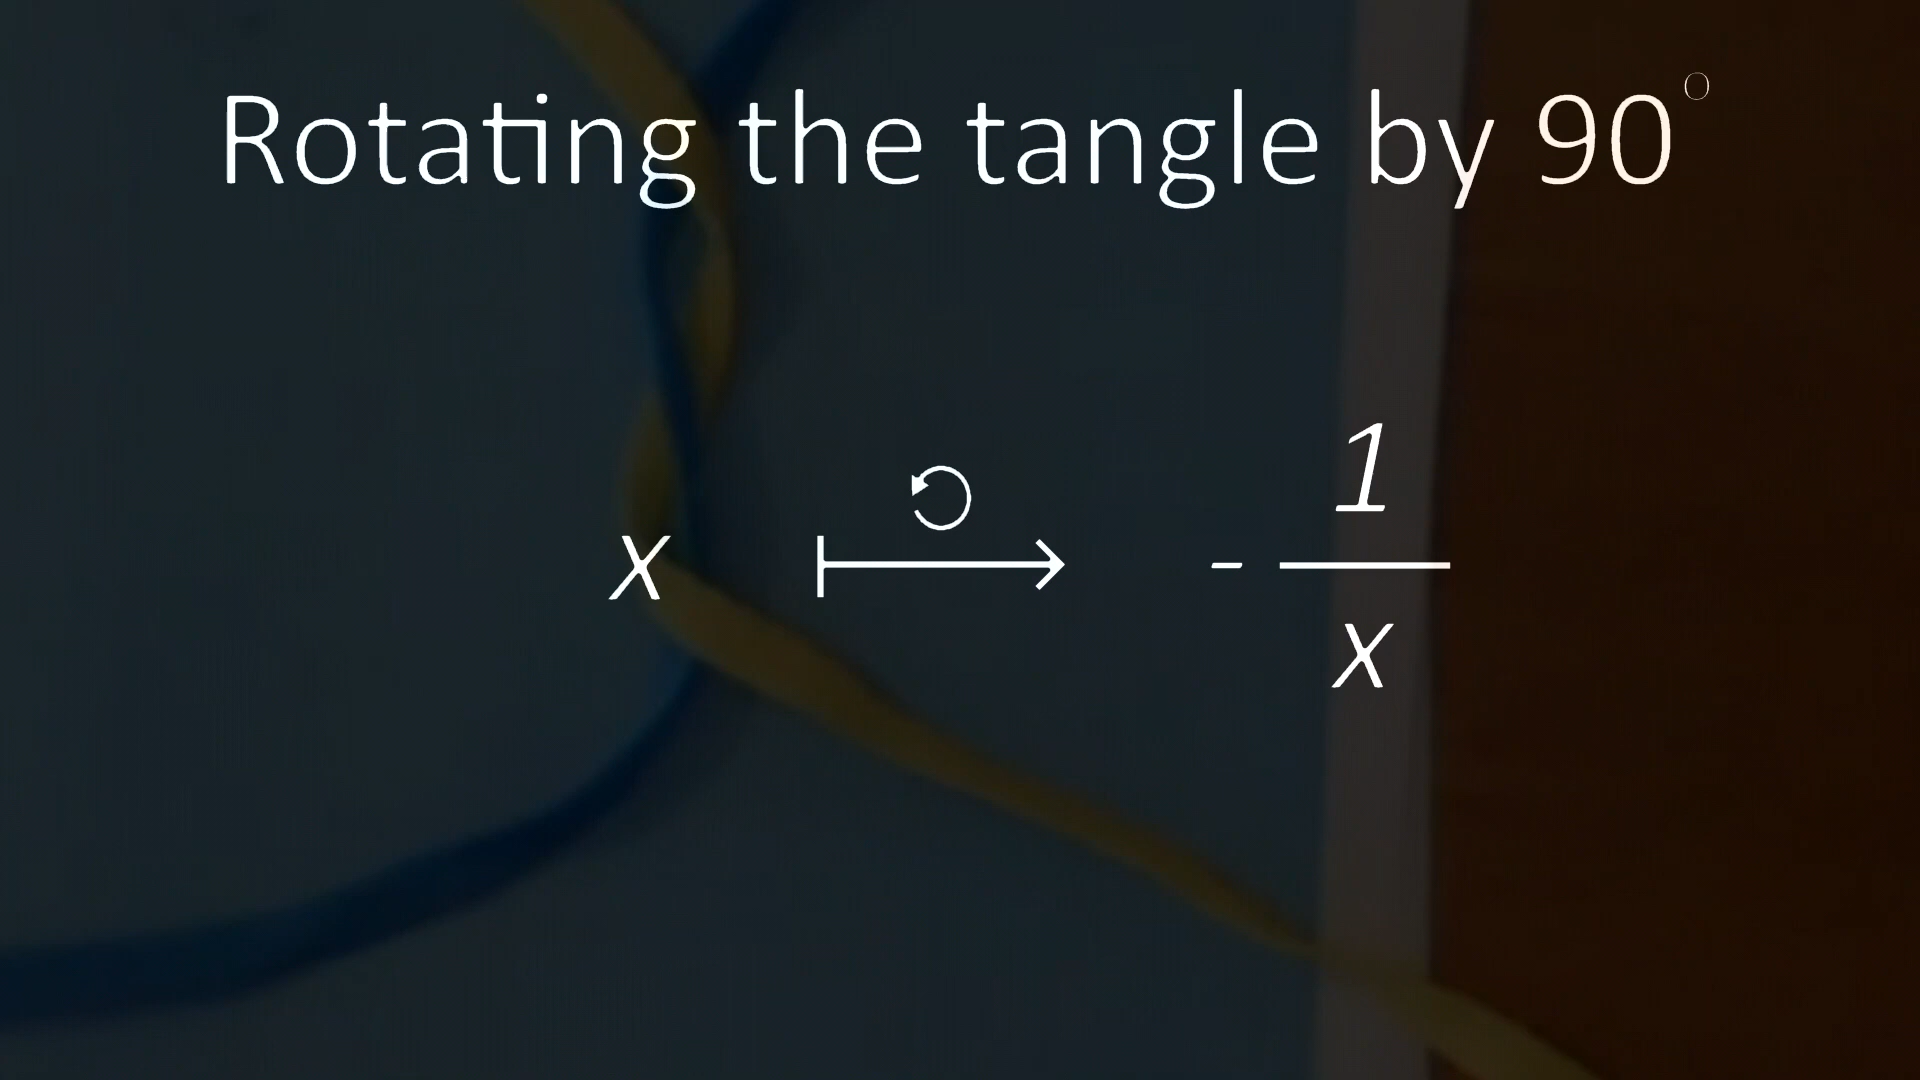 Rotating the tangle by 90°
x ↦ - 1/x